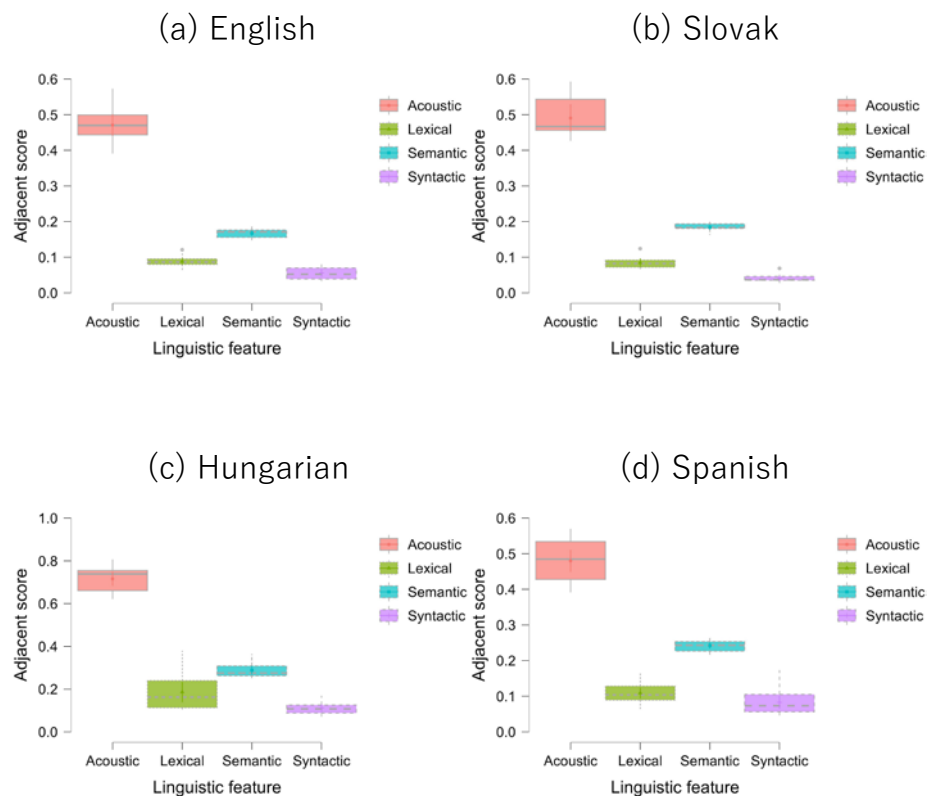 (a) English
(b) Slovak
0.6
0.5
0.4
0.3
0.2
0.1
0.0
Adjacent score
Acoustic
Lexical
Semantic
Syntactic
Acoustic Lexical Semantic Syntactic
Linguistic feature
0.6
0.5
0.4
0.3
0.2
0.1
0.0
Adjacent score
Acoustic
Lexical
Semantic
Syntactic
Acoustic Lexical Semantic Syntactic
Linguistic feature
(c) Hungarian
(d) Spanish
1.0
0.8
0.6
0.4
0.2
0.0
Adjacent score
Acoustic
Lexical
Semantic
Syntactic
Acoustic Lexical Semantic Syntactic
Linguistic feature
0.6
0.5
0.4
0.3
0.2
0.1
0.0
Adjacent score
Acoustic
Lexical
Semantic
Syntactic
Acoustic Lexical Semantic Syntactic
Linguistic feature